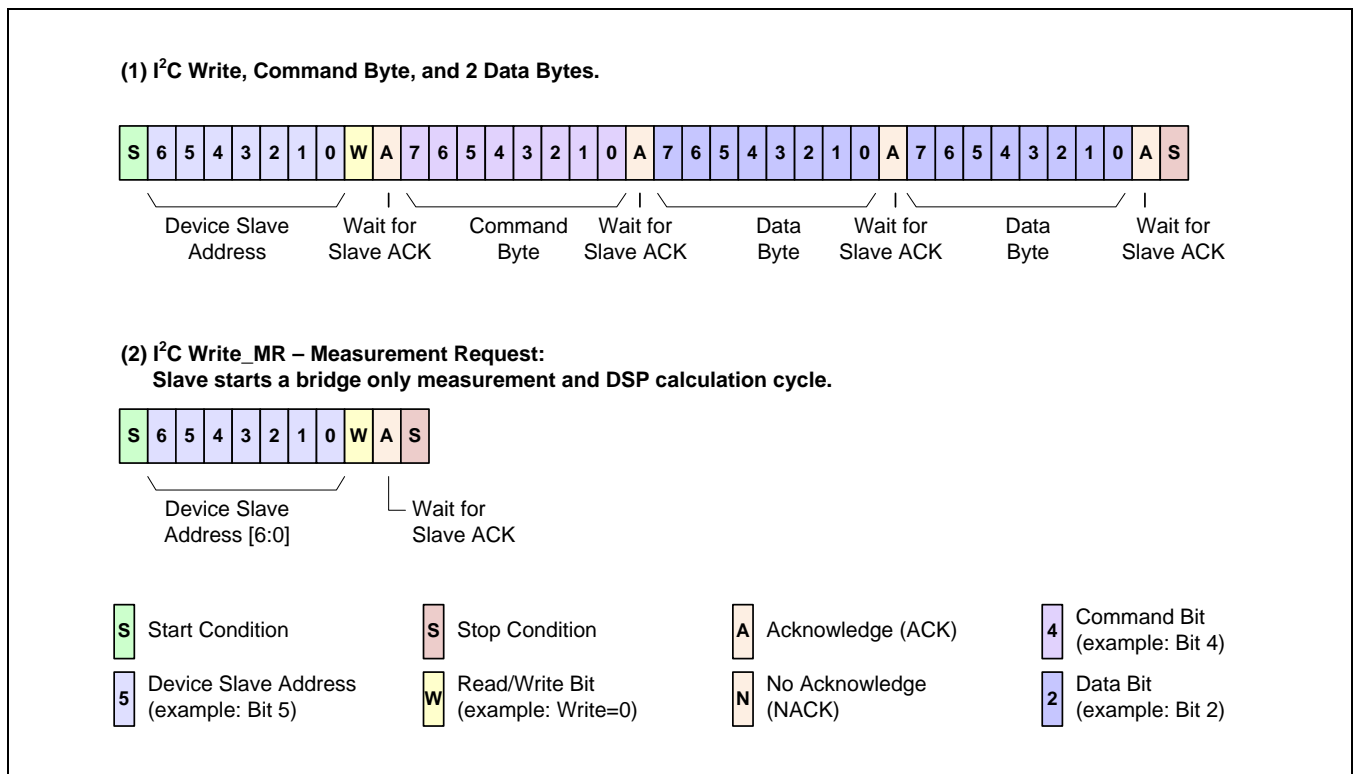 (1) I²C Write, Command Byte, and 2 Data Bytes.
S 6 5 4 3 2 1 0 W A 7 6 5 4 3 2 1 0 A 7 6 5 4 3 2 1 0 A 7 6 5 4 3 2 1 0 A S
Device Slave Wait for Command Wait for Data Wait for Data Wait for
Address Slave ACK Byte Slave ACK Byte Slave ACK Byte Slave ACK
(2) I²C Write_MR – Measurement Request:
Slave starts a bridge only measurement and DSP calculation cycle.
S 6 5 4 3 2 1 0 W A S
Device Slave Wait for
Address [6:0] Slave ACK
S Start Condition
S Stop Condition
A Acknowledge (ACK)
4 Command Bit
(example: Bit 4)
5 Device Slave Address
(example: Bit 5)
W Read/Write Bit
(example: Write=0)
N No Acknowledge
(NACK)
2 Data Bit
(example: Bit 2)